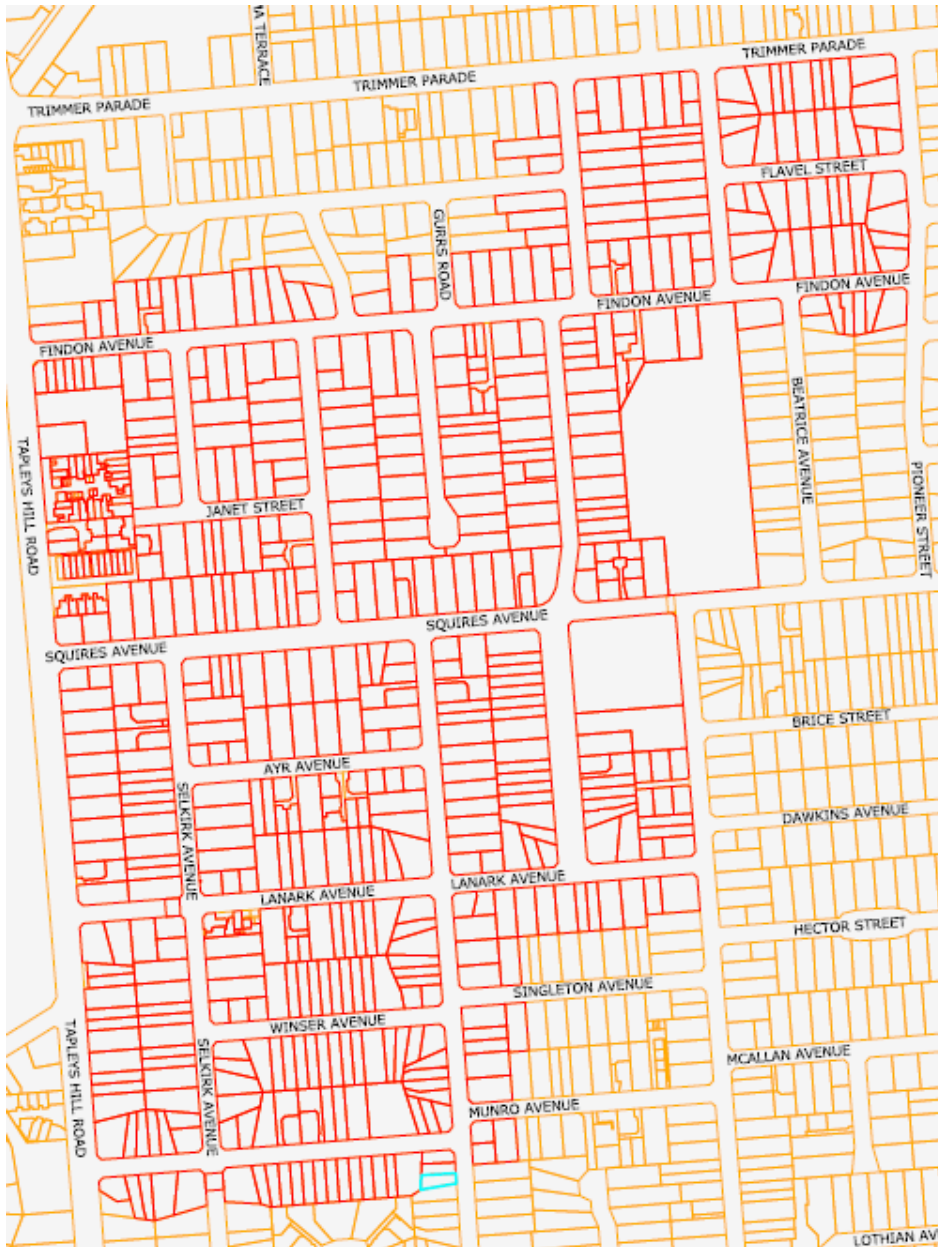 MA TERRACE
TRIMMER PARADE
TRIMMER PARADE
TRIMMER PARADE
FLAVEL STREET
GURRS ROAD
FINDON AVENUE
FINDON AVENUE
FINDON AVENUE
BEATRICE AVENUE
TAPLEYS HILL ROAD
PIONEER STREET
JANET STREET
SQUIRES AVENUE
SQUIRES AVENUE
BRICE STREET
AYR AVENUE
SELKIRK AVENUE
DAWKINS AVENUE
LANARK AVENUE
LANARK AVENUE
HECTOR STREET
SINGLETON AVENUE
WINSER AVENUE
TAPLEYS HILL ROAD
SELKIRK AVENUE
MCALLAN AVENUE
MUNRO AVENUE
LOTHIAN AV